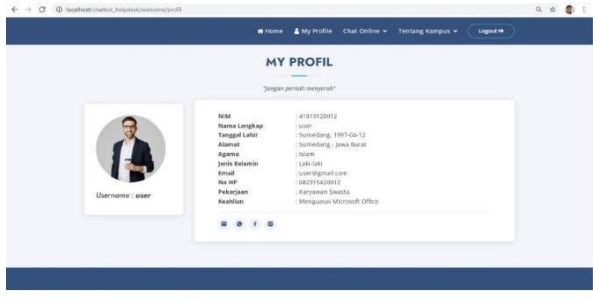 localhost/chatbot_helpdesk/welcome/profil
Home My Profile Chat Online Tentang Kampus Logout
MY PROFIL
"Jangan pernah menyerah"
NIM : 41819120012
Nama Lengkap : user
Tanggal Lahir : Sumedang, 1997-04-12
Alamat : Sumedang - Jawa Barat
Agama : Islam
Jenis Kelamin : Laki-laki
Email : user@gmail.com
No HP : 082315420012
Pekerjaan : Karyawan Swasta
Keahlian : Menguasai Microsoft Office
Username : user